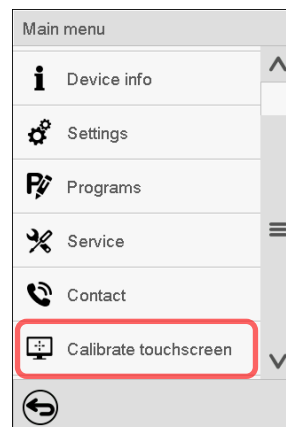 Main menu
Device info
Settings
Programs
Service
Contact
Calibrate touchscreen